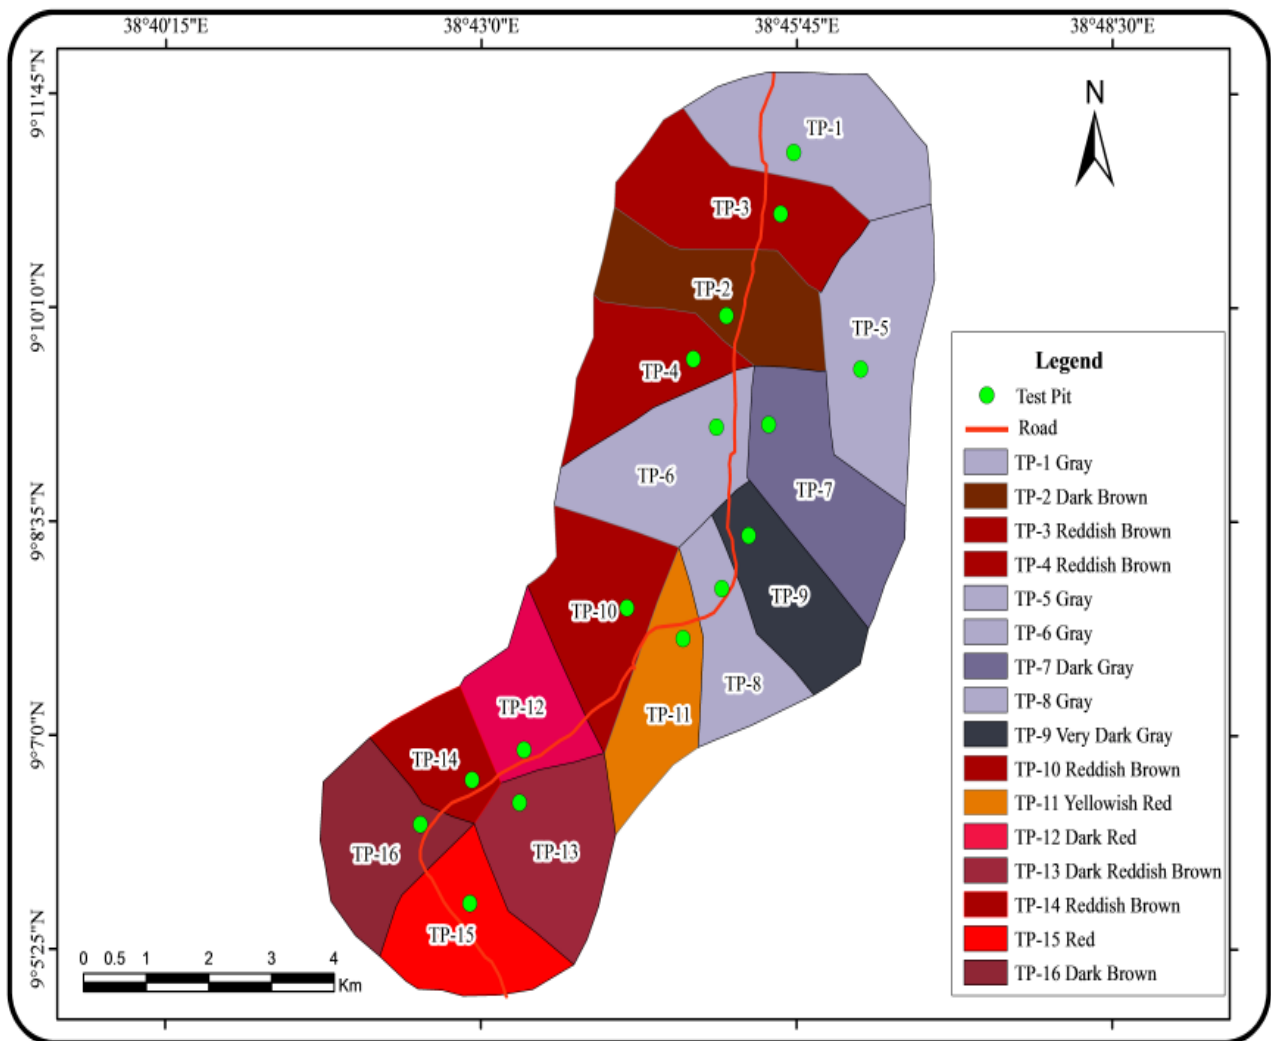 38°40'15"E 38°43'0"E 38°45'45"E 38°48'30"E
9°11'45"N
9°10'10"N
9°8'35"N
9°7'0"N
9°5'25"N
N
TP-1
TP-3
TP-2
TP-5
TP-4
TP-6
TP-7
TP-9
TP-10
TP-8
TP-12
TP-11
TP-14
TP-13
TP-16
TP-15
0 0.5 1 2 3 4
Km
Legend
Test Pit
Road
TP-1 Gray
TP-2 Dark Brown
TP-3 Reddish Brown
TP-4 Reddish Brown
TP-5 Gray
TP-6 Gray
TP-7 Dark Gray
TP-8 Gray
TP-9 Very Dark Gray
TP-10 Reddish Brown
TP-11 Yellowish Red
TP-12 Dark Red
TP-13 Dark Reddish Brown
TP-14 Reddish Brown
TP-15 Red
TP-16 Dark Brown